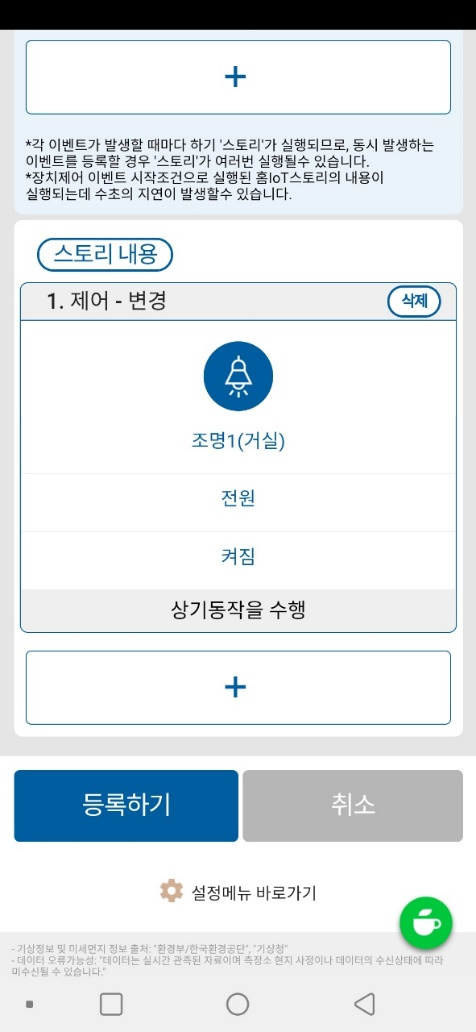 +
*각 이벤트가 발생할 때마다 하기 '스토리'가 실행되므로, 동시 발생하는
이벤트를 등록할 경우 '스토리'가 여러번 실행될수 있습니다.
*장치제어 이벤트 시작조건으로 실행된 홈IoT스토리의 내용이
실행되는데 수초의 지연이 발생할수 있습니다.
스토리 내용
1. 제어 - 변경
삭제
조명1(거실)
전원
켜짐
상기동작을 수행
+
등록하기
취소
설정메뉴 바로가기
- 기상정보 및 미세먼지 정보 출처: "환경부/한국환경공단", "기상청"
- 데이터 오류가능성: "데이터는 실시간 관측된 자료이며 측정소 현지 사정이나 데이터의 수신상태에 따라
미수신될 수 있습니다."